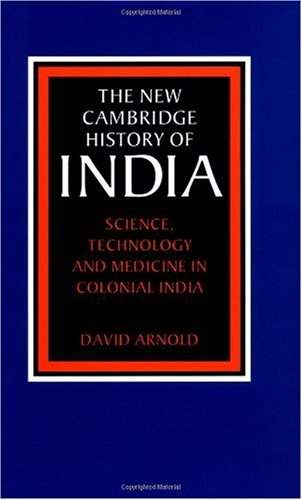 THE NEW
CAMBRIDGE
HISTORY OF
INDIA
SCIENCE,
TECHNOLOGY
AND MEDICINE IN
COLONIAL INDIA
DAVID ARNOLD